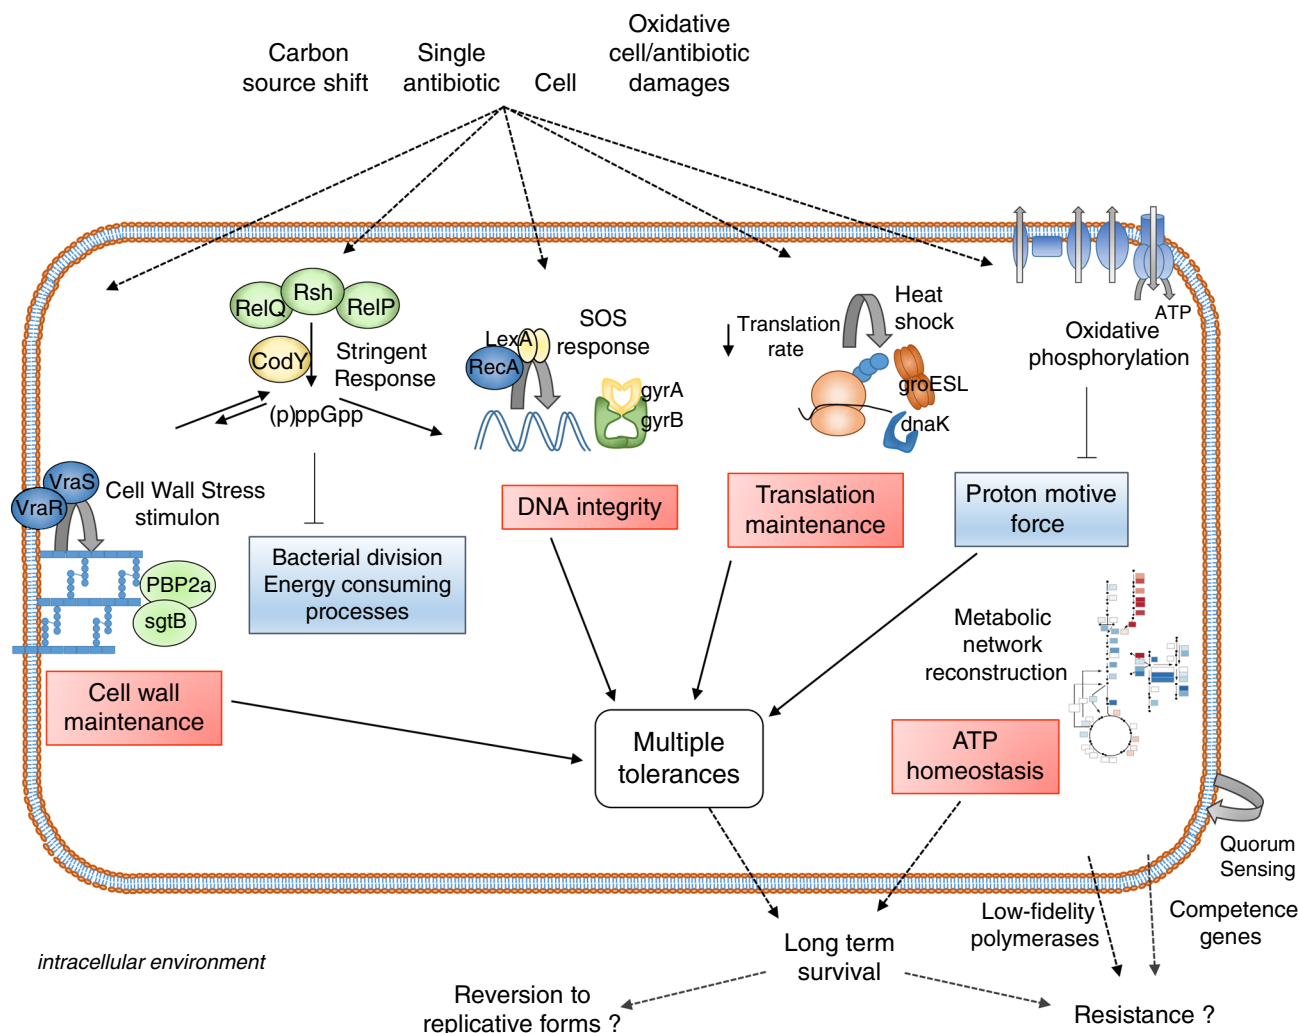 Carbon
source shift
Single
antibiotic
Cell
Oxidative
cell/antibiotic
damages
RelQ
Rsh
RelP
CodY
Stringent
Response
(p)ppGpp
LexA
RecA
SOS
response
gyrA
gyrB
Translation
rate
Heat
shock
groESL
dnaK
ATP
Oxidative
phosphorylation
VraS
VraR
Cell Wall Stress
stimulon
PBP2a
sgtB
Bacterial division
Energy consuming
processes
DNA integrity
Translation
maintenance
Proton motive
force
Metabolic
network
reconstruction
Cell wall
maintenance
Multiple
tolerances
ATP
homeostasis
Quorum
Sensing
Low-fidelity
polymerases
Competence
genes
Long term
survival
intracellular environment
Reversion to
replicative forms ?
Resistance ?